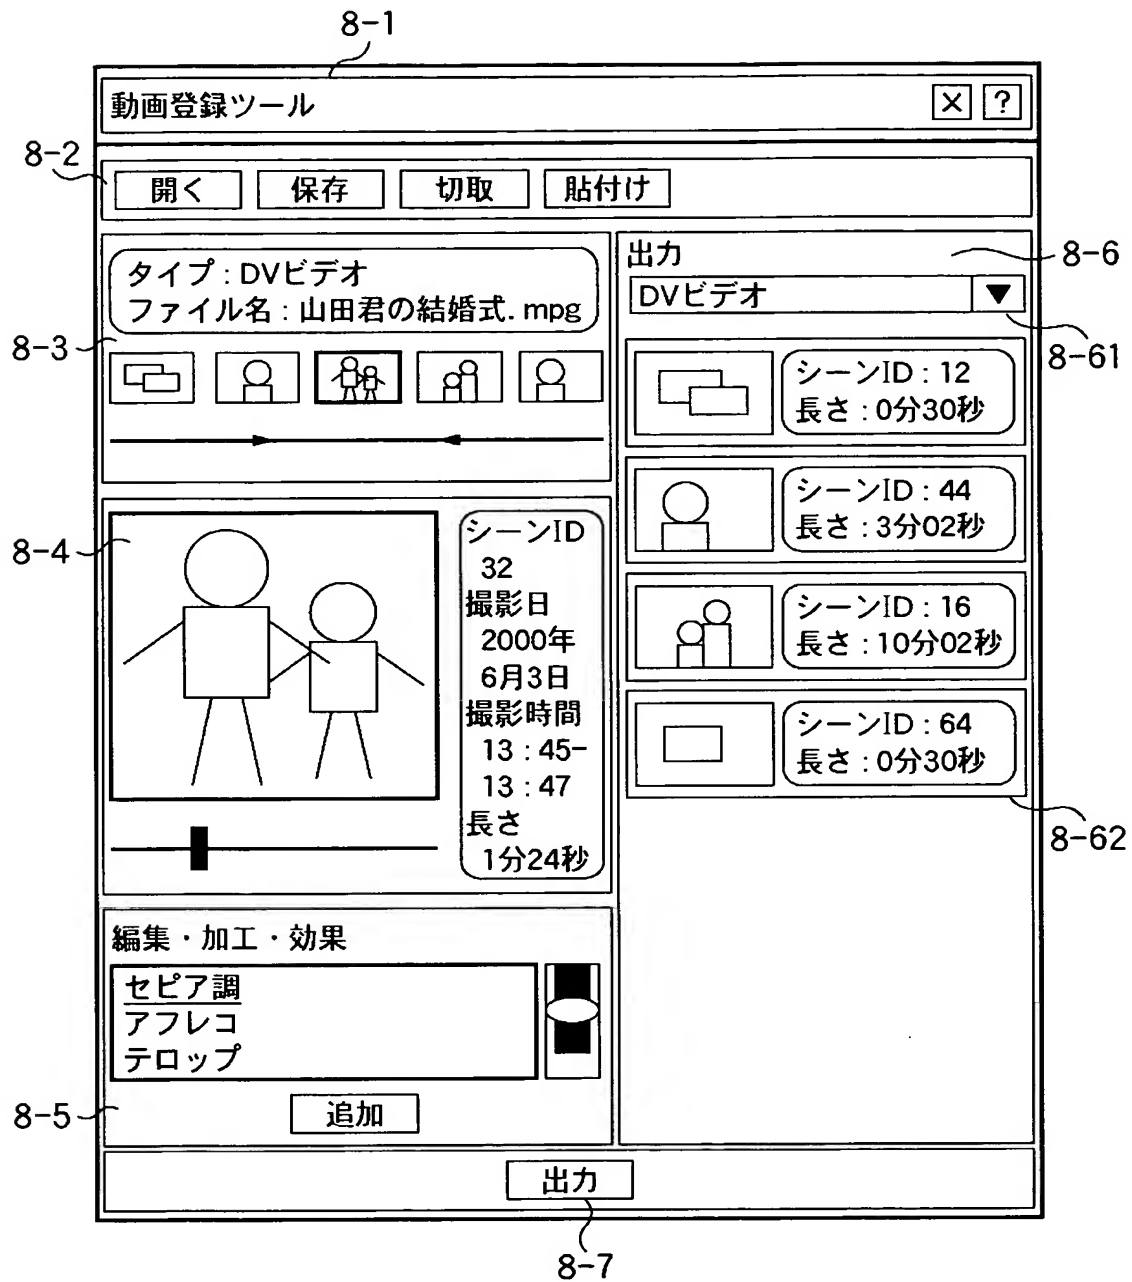 8-1
動画登録ツール
X ?
8-2
開く 保存 切取 貼付け
タイプ : DVビデオ
ファイル名 : 山田君の結婚式. mpg
8-3
8-4
シーンID
32
撮影日
2000年
6月3日
撮影時間
13 : 45-
13 : 47
長さ
1分24秒
編集・加工・効果
セピア調
アフレコ
テロップ
8-5
追加
出力
8-6
DVビデオ
▼
8-61
シーンID : 12
長さ : 0分30秒
シーンID : 44
長さ : 3分02秒
シーンID : 16
長さ : 10分02秒
シーンID : 64
長さ : 0分30秒
8-62
出力
8-7